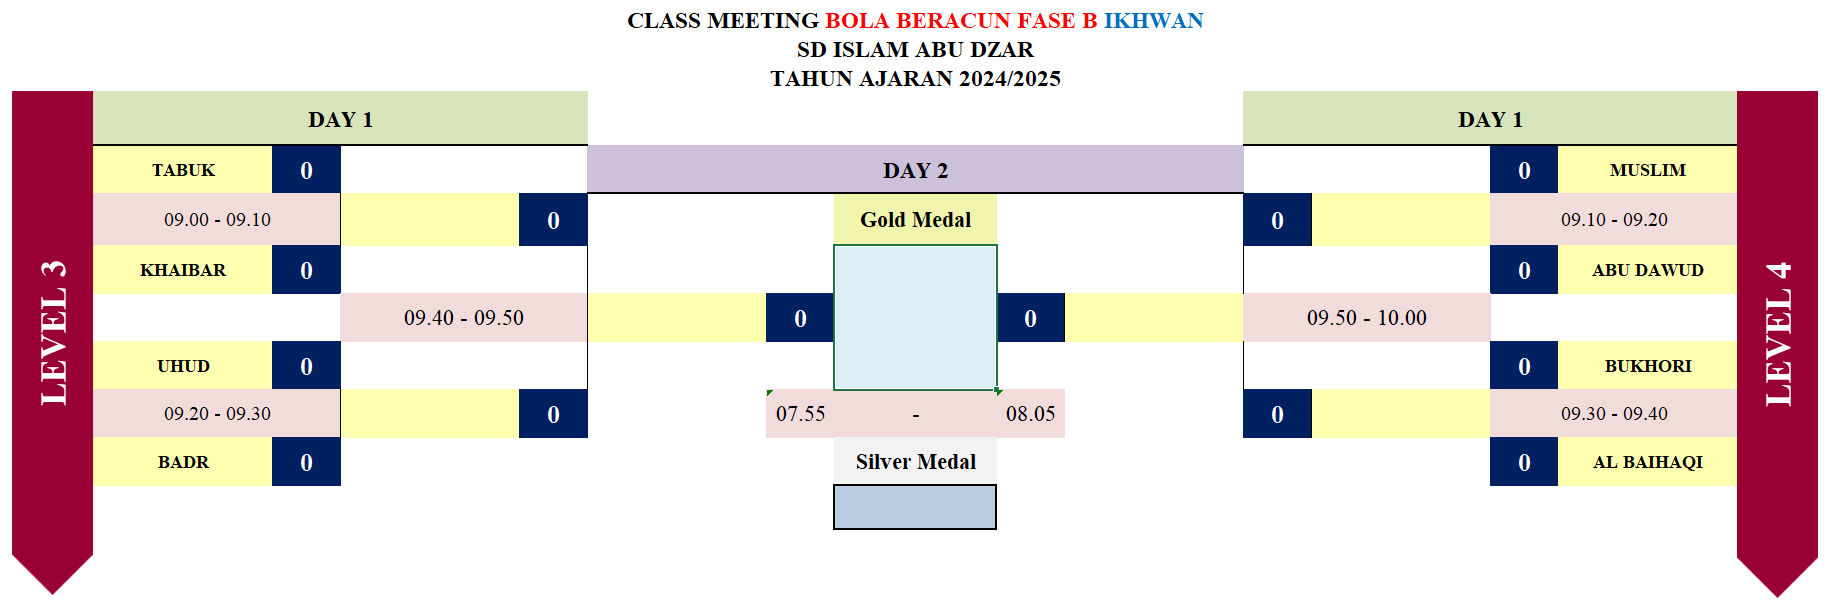 CLASS MEETING BOLA BERACUN FASE B IKHWAN
SD ISLAM ABU DZAR
TAHUN AJARAN 2024/2025
LEVEL 3
DAY 1
TABUK 0
09.00 - 09.10
0
KHAIBAR 0
09.40 - 09.50
UHUD 0
09.20 - 09.30
0
BADR 0
DAY 2
Gold Medal
0
0
07.55 - 08.05
Silver Medal
DAY 1
0 MUSLIM
0
09.10 - 09.20
0 ABU DAWUD
09.50 - 10.00
0 BUKHORI
0
09.30 - 09.40
0 AL BAIHAQI
LEVEL 4